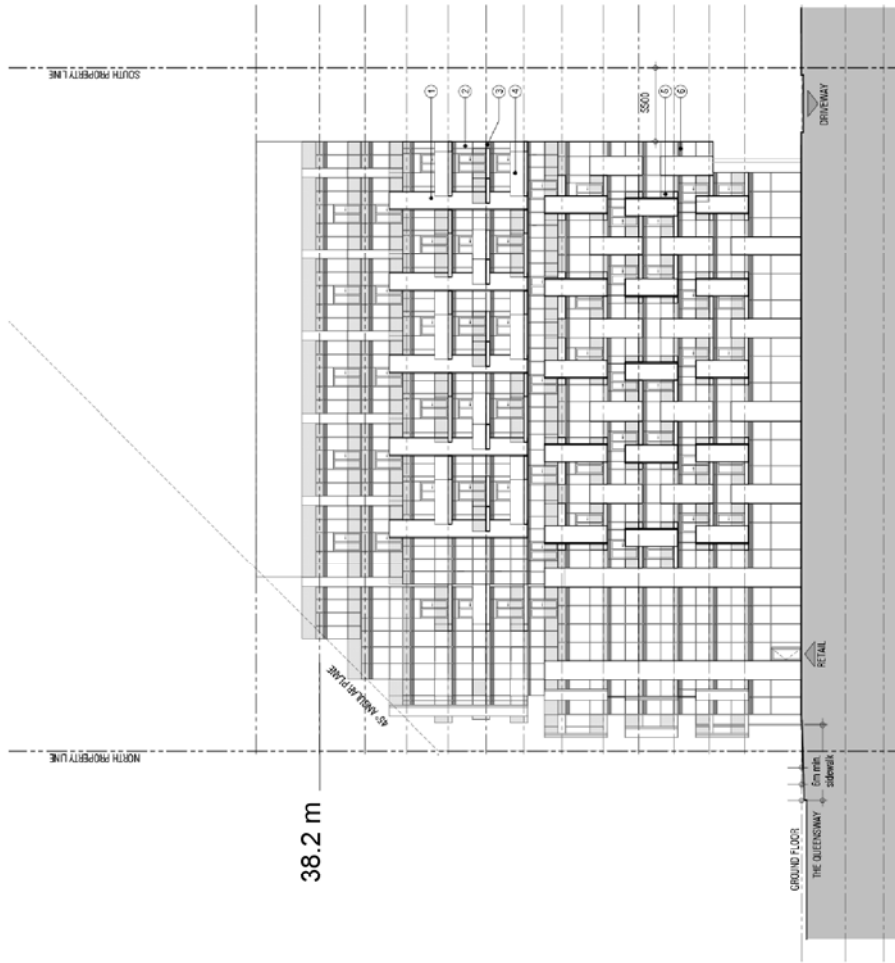 SOUTH PROPERTY LINE
1
2
3
4
5500
5
6
DRIVEWAY
45° ANGULAR PLANE
RETAIL
NORTH PROPERTY LINE
38.2 m
6m min.
sidewalk
GROUND FLOOR
THE QUEENSWAY